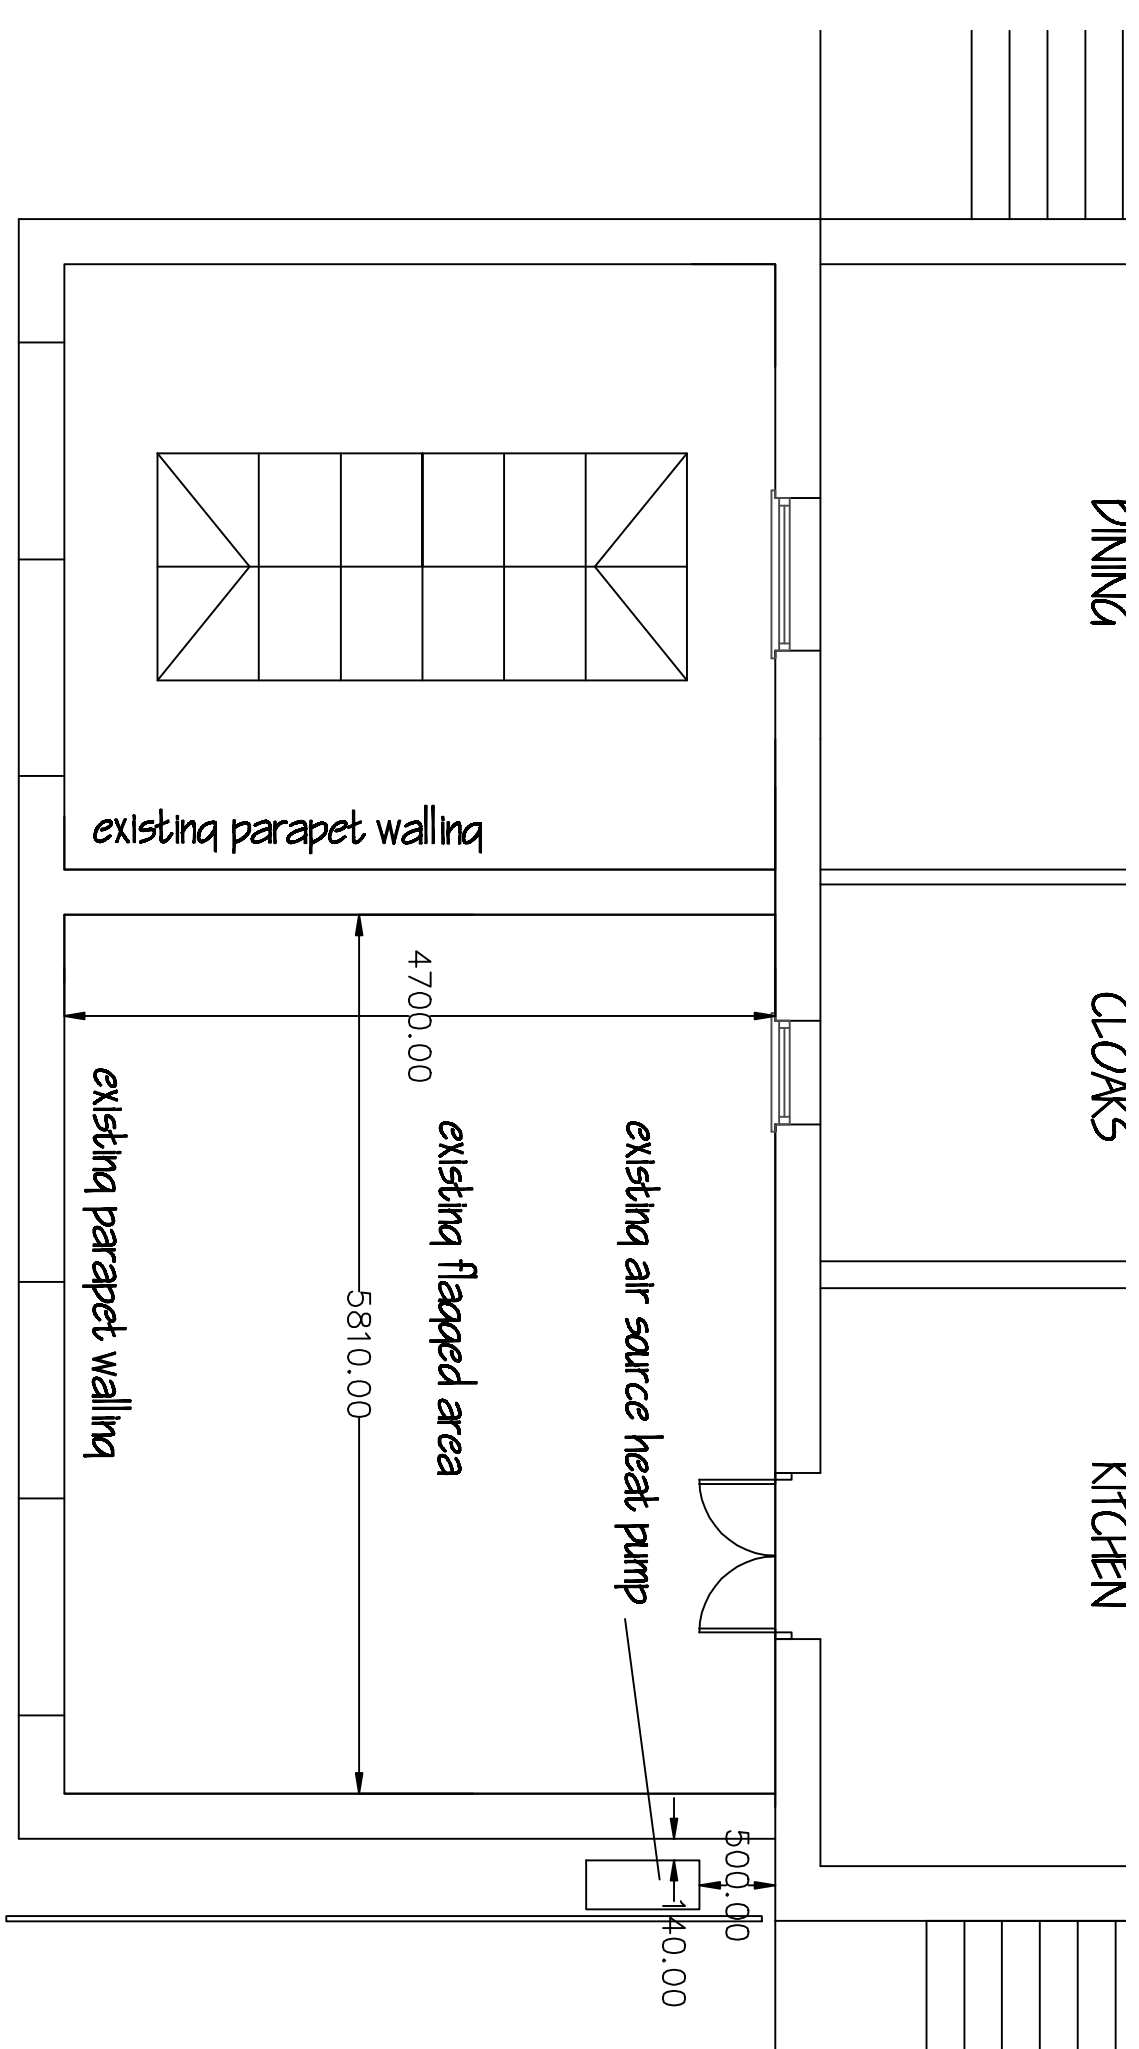 DINING
existing parapet walling
4700.00
CLOAKS
existing air source heat pump
existing flagged area
existing parapet walling
5810.00
KITCHEN
500.00
140.00